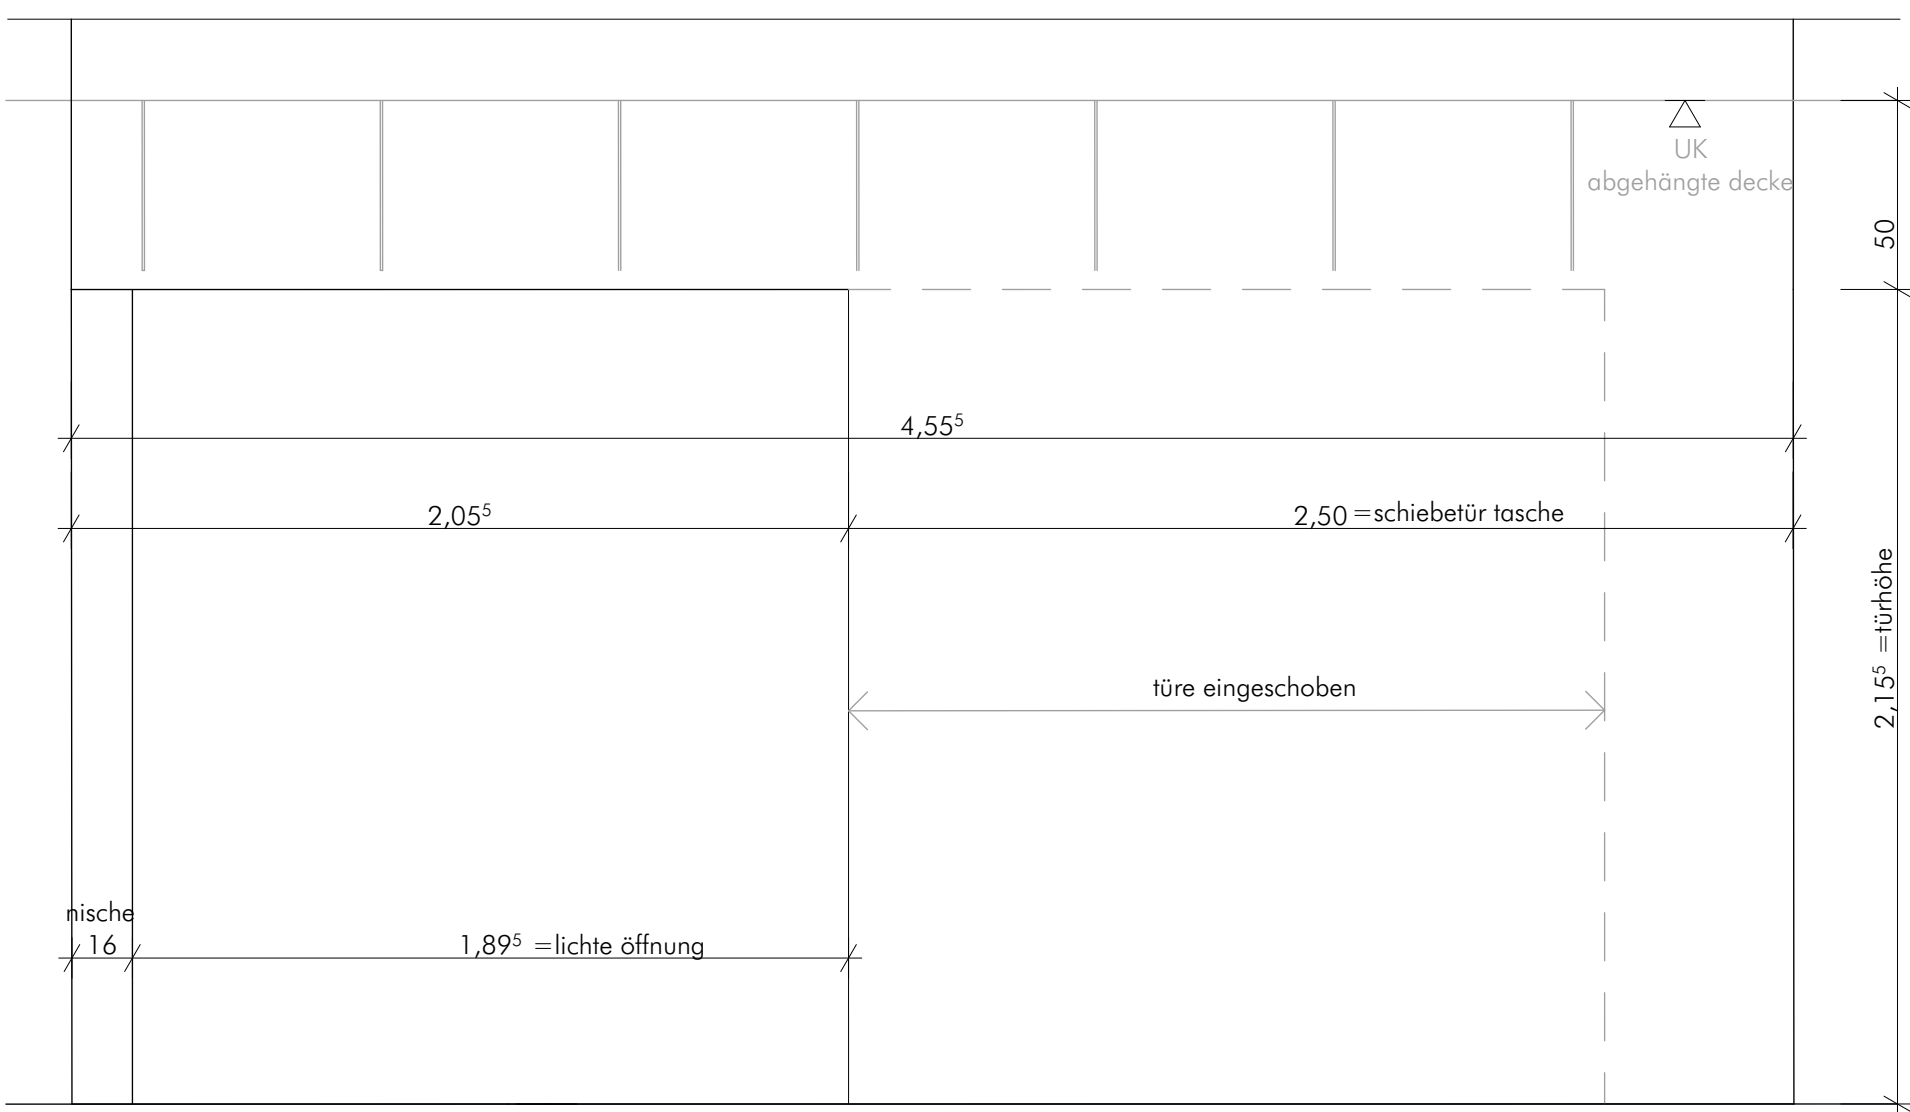 UK
abgehängte decke
50
4,55⁵
2,05⁵
2,50 =schiebetür tasche
2,15⁵ =türhöhe
türe eingeschoben
nische
16
1,89⁵ =lichte öffnung